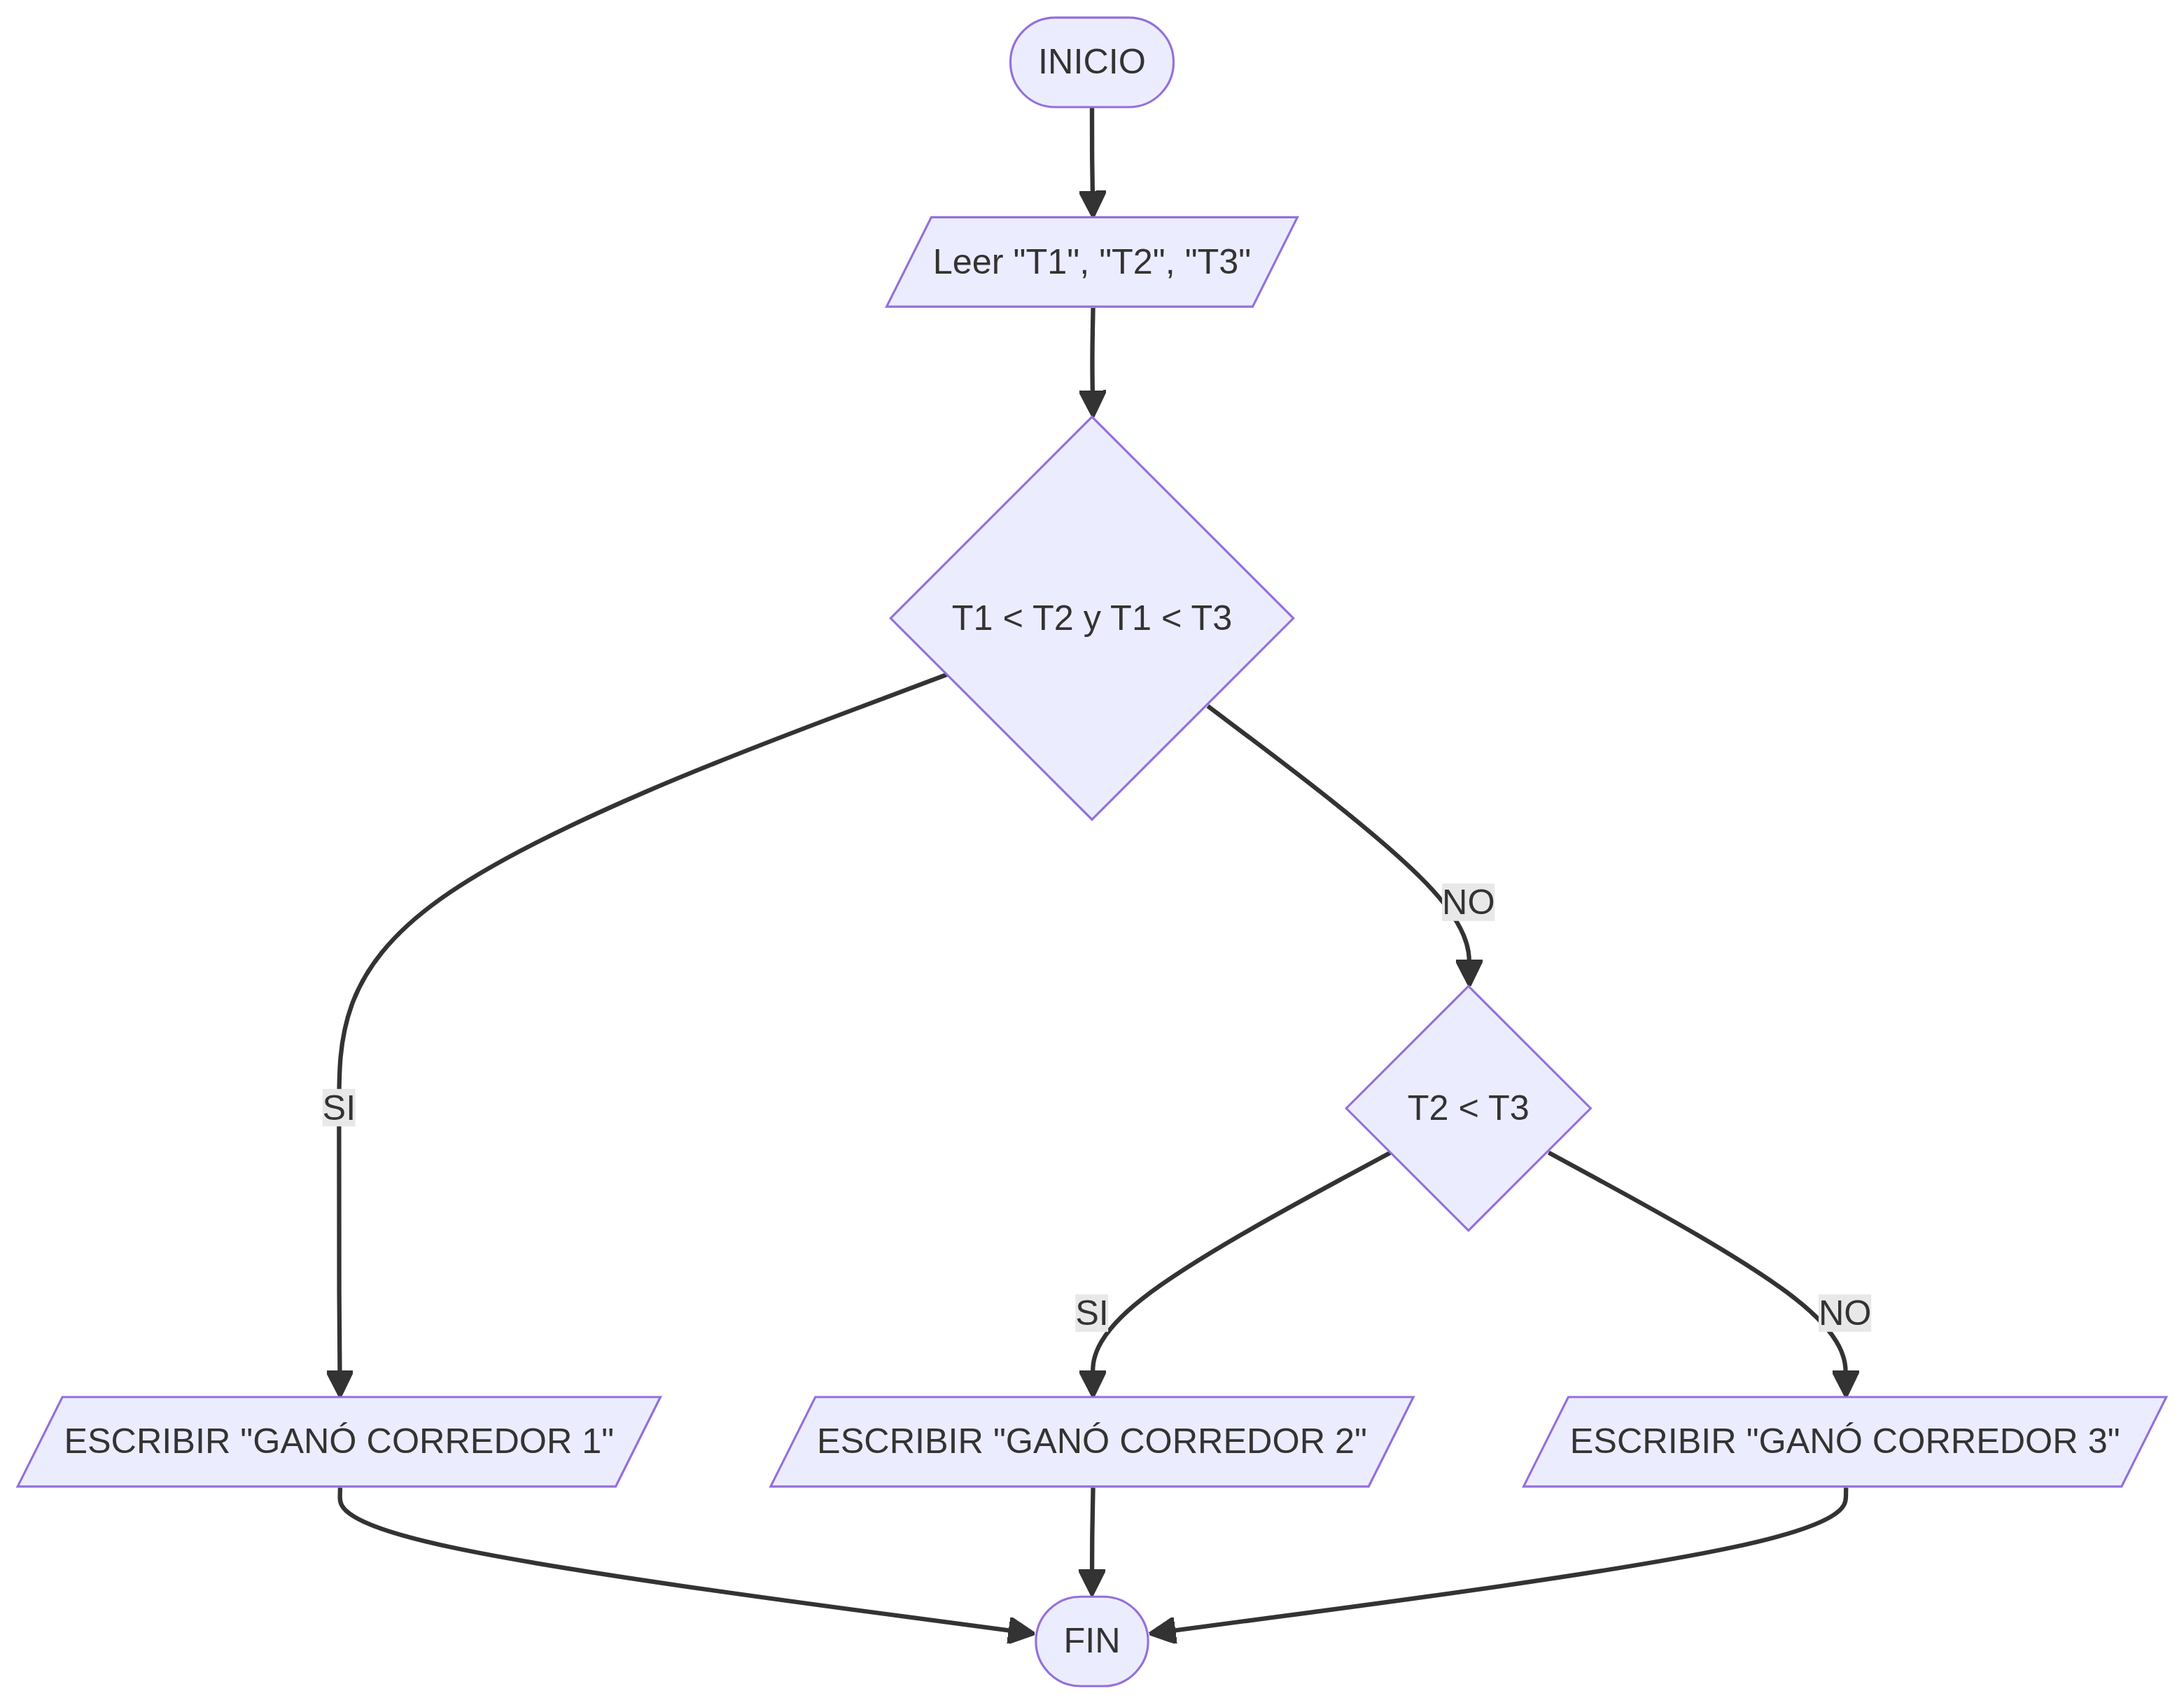 INICIO
Leer "T1", "T2", "T3"
T1 < T2 y T1 < T3
NO
SI
T2 < T3
SI
NO
ESCRIBIR "GANÓ CORREDOR 1"
ESCRIBIR "GANÓ CORREDOR 2"
ESCRIBIR "GANÓ CORREDOR 3"
FIN